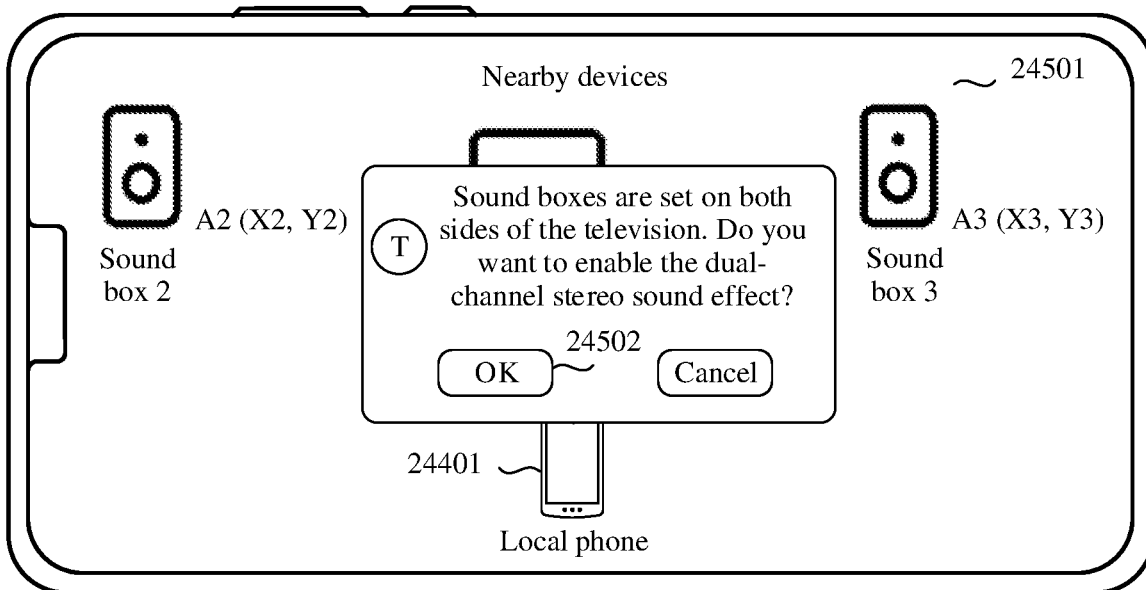 Nearby devices
24501
A2 (X2, Y2)
Sound
box 2
T
Sound boxes are set on both
sides of the television. Do you
want to enable the dual-
channel stereo sound effect?
A3 (X3, Y3)
Sound
box 3
24502
OK
Cancel
24401
Local phone